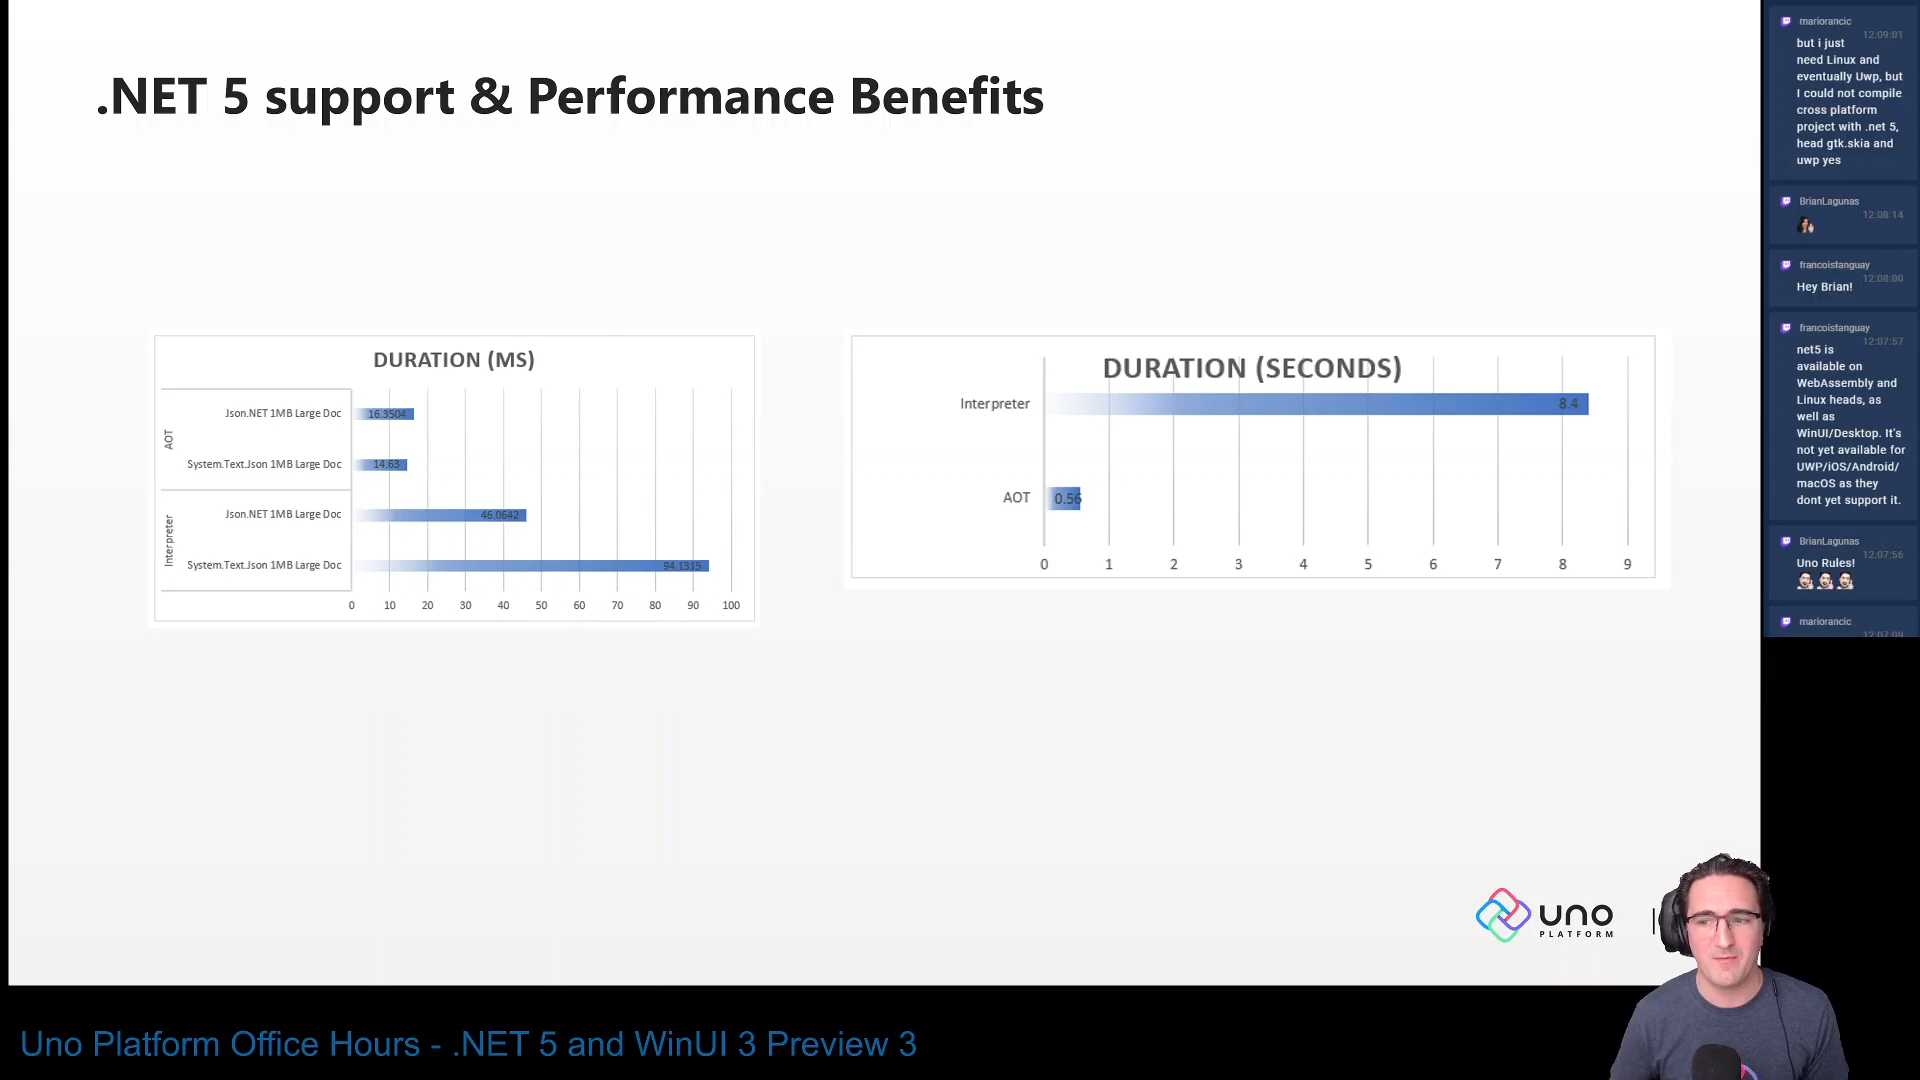 .NET 5 support & Performance Benefits
DURATION (MS)
AOT
Json.NET 1MB Large Doc
16.3504
System.Text.Json 1MB Large Doc
14.63
Interpreter
Json.NET 1MB Large Doc
46.0642
System.Text.Json 1MB Large Doc
94.1315
0 10 20 30 40 50 60 70 80 90 100
DURATION (SECONDS)
Interpreter
8.4
AOT
0.56
0 1 2 3 4 5 6 7 8 9
uno
PLATFORM
Uno Platform Office Hours - .NET 5 and WinUI 3 Preview 3
mariorancic
12:09:01
but i just
need Linux and
eventually Uwp, but
I could not compile
cross platform
project with .net 5,
head gtk.skia and
uwp yes
BrianLagunas
12:08:14
francoistanguay
12:08:00
Hey Brian!
francoistanguay
12:07:57
net5 is
available on
WebAssembly and
Linux heads, as
well as
WinUI/Desktop. It's
not yet available for
UWP/iOS/Android/
macOS as they
dont yet support it.
BrianLagunas
12:07:56
Uno Rules!
mariorancic
12:07:09